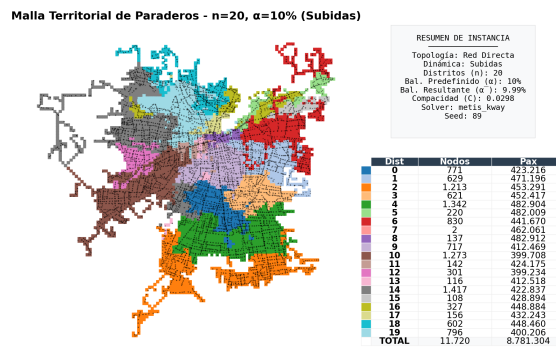 Malla Territorial de Paraderos - n=20, α=10% (Subidas)
RESUMEN DE INSTANCIA
Topología: Red Directa
Dinámica: Subidas
Distritos (n): 20
Bal. Predefinido (α): 10%
Bal. Resultante (α¯): 9.99%
Compacidad (C): 0.0298
Solver: metis_kway
Seed: 89
Dist Nodos Pax
0 771 423.216
1 629 471.196
2 1.213 453.291
3 621 452.417
4 1.342 482.904
5 220 482.009
6 830 441.670
7 2 462.061
8 137 482.912
9 717 412.469
10 1.273 399.708
11 142 424.175
12 301 399.234
13 116 412.518
14 1.417 422.837
15 108 428.894
16 327 448.884
17 156 432.243
18 602 448.460
19 796 400.206
TOTAL 11.720 8.781.304